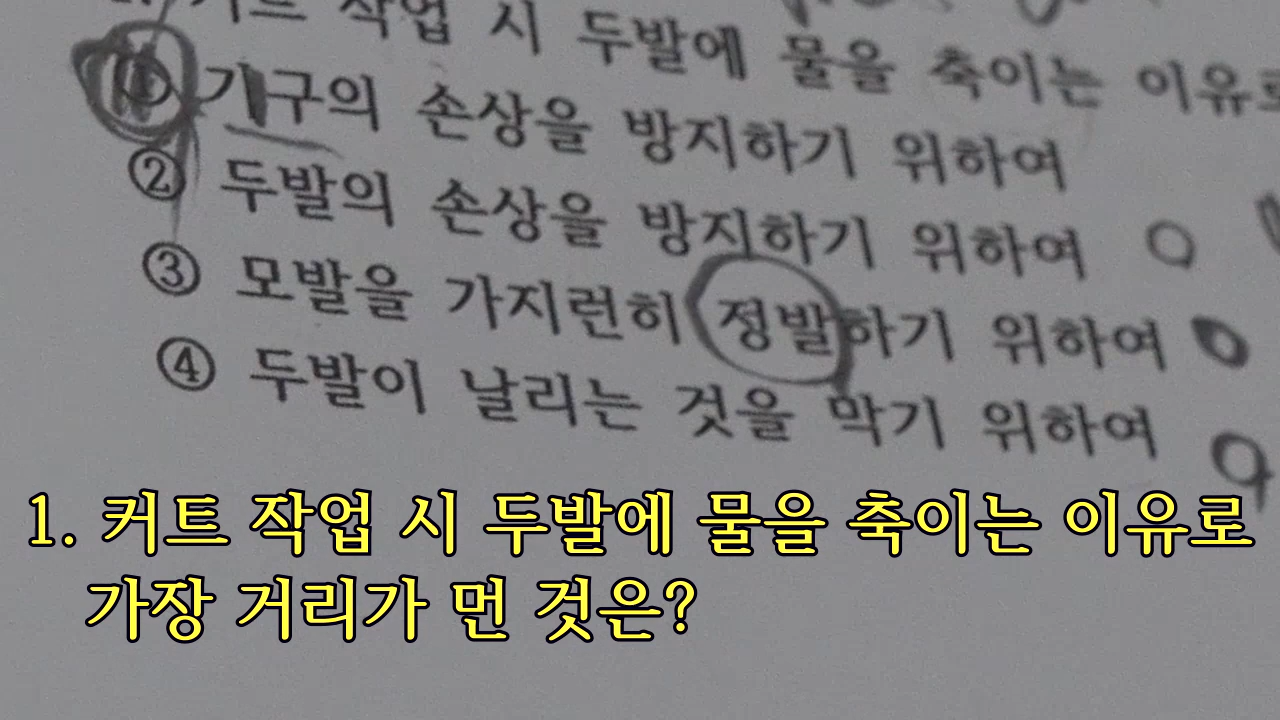 커트 작업 시 두발에 물을 축이는 이유로
① 기구의 손상을 방지하기 위하여
② 두발의 손상을 방지하기 위하여
③ 모발을 가지런히 정발하기 위하여
④ 두발이 날리는 것을 막기 위하여
1. 커트 작업 시 두발에 물을 축이는 이유로
가장 거리가 먼 것은?